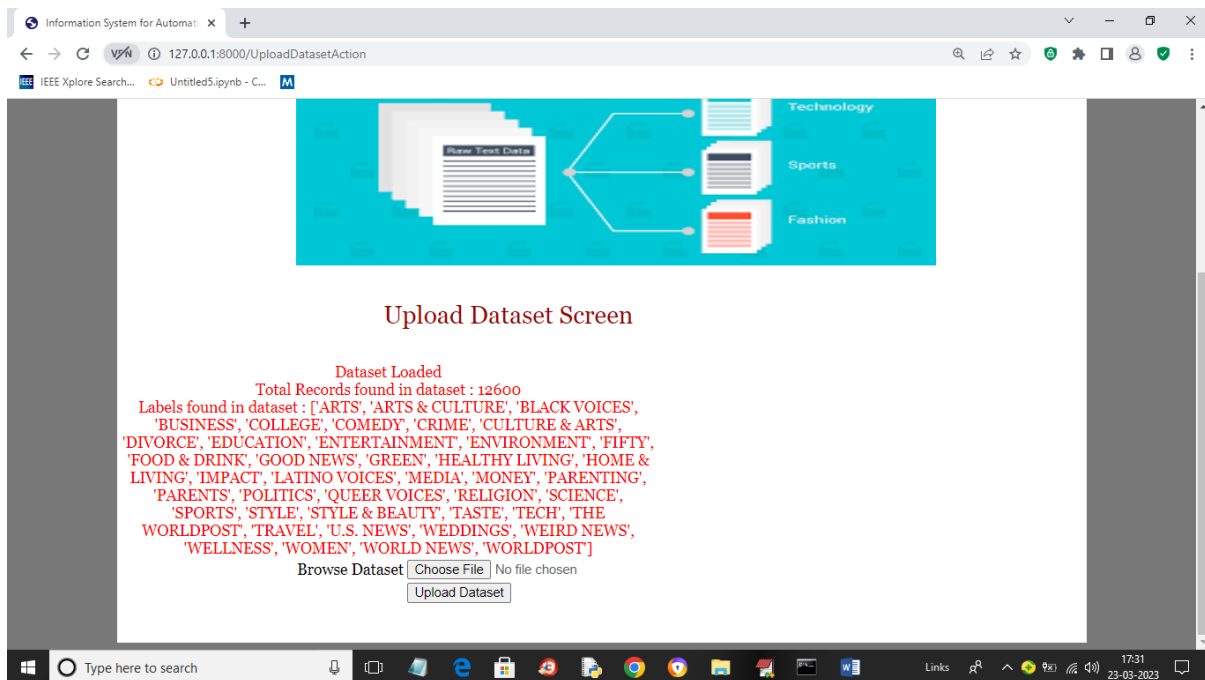 Information System for Automati
127.0.0.1:8000/UploadDatasetAction
IEEE IEEE Xplore Search...
Untitled5.ipynb - C...
M
Technology
Raw Text Data
Sports
Fashion
Upload Dataset Screen
Dataset Loaded
Total Records found in dataset : 12600
Labels found in dataset : ['ARTS', 'ARTS & CULTURE', 'BLACK VOICES',
'BUSINESS', 'COLLEGE', 'COMEDY', 'CRIME', 'CULTURE & ARTS',
'DIVORCE', 'EDUCATION', 'ENTERTAINMENT', 'ENVIRONMENT', 'FIFTY',
'FOOD & DRINK', 'GOOD NEWS', 'GREEN', 'HEALTHY LIVING', 'HOME &
LIVING', 'IMPACT', 'LATINO VOICES', 'MEDIA', 'MONEY', 'PARENTING',
'PARENTS', 'POLITICS', 'QUEER VOICES', 'RELIGION', 'SCIENCE',
'SPORTS', 'STYLE', 'STYLE & BEAUTY', 'TASTE', 'TECH', 'THE
WORLDPOST', 'TRAVEL', 'U.S. NEWS', 'WEDDINGS', 'WEIRD NEWS',
'WELLNESS', 'WOMEN', 'WORLD NEWS', 'WORLDPOST']
Browse Dataset Choose File No file chosen
Upload Dataset
Type here to search
Links
17:31
23-03-2023